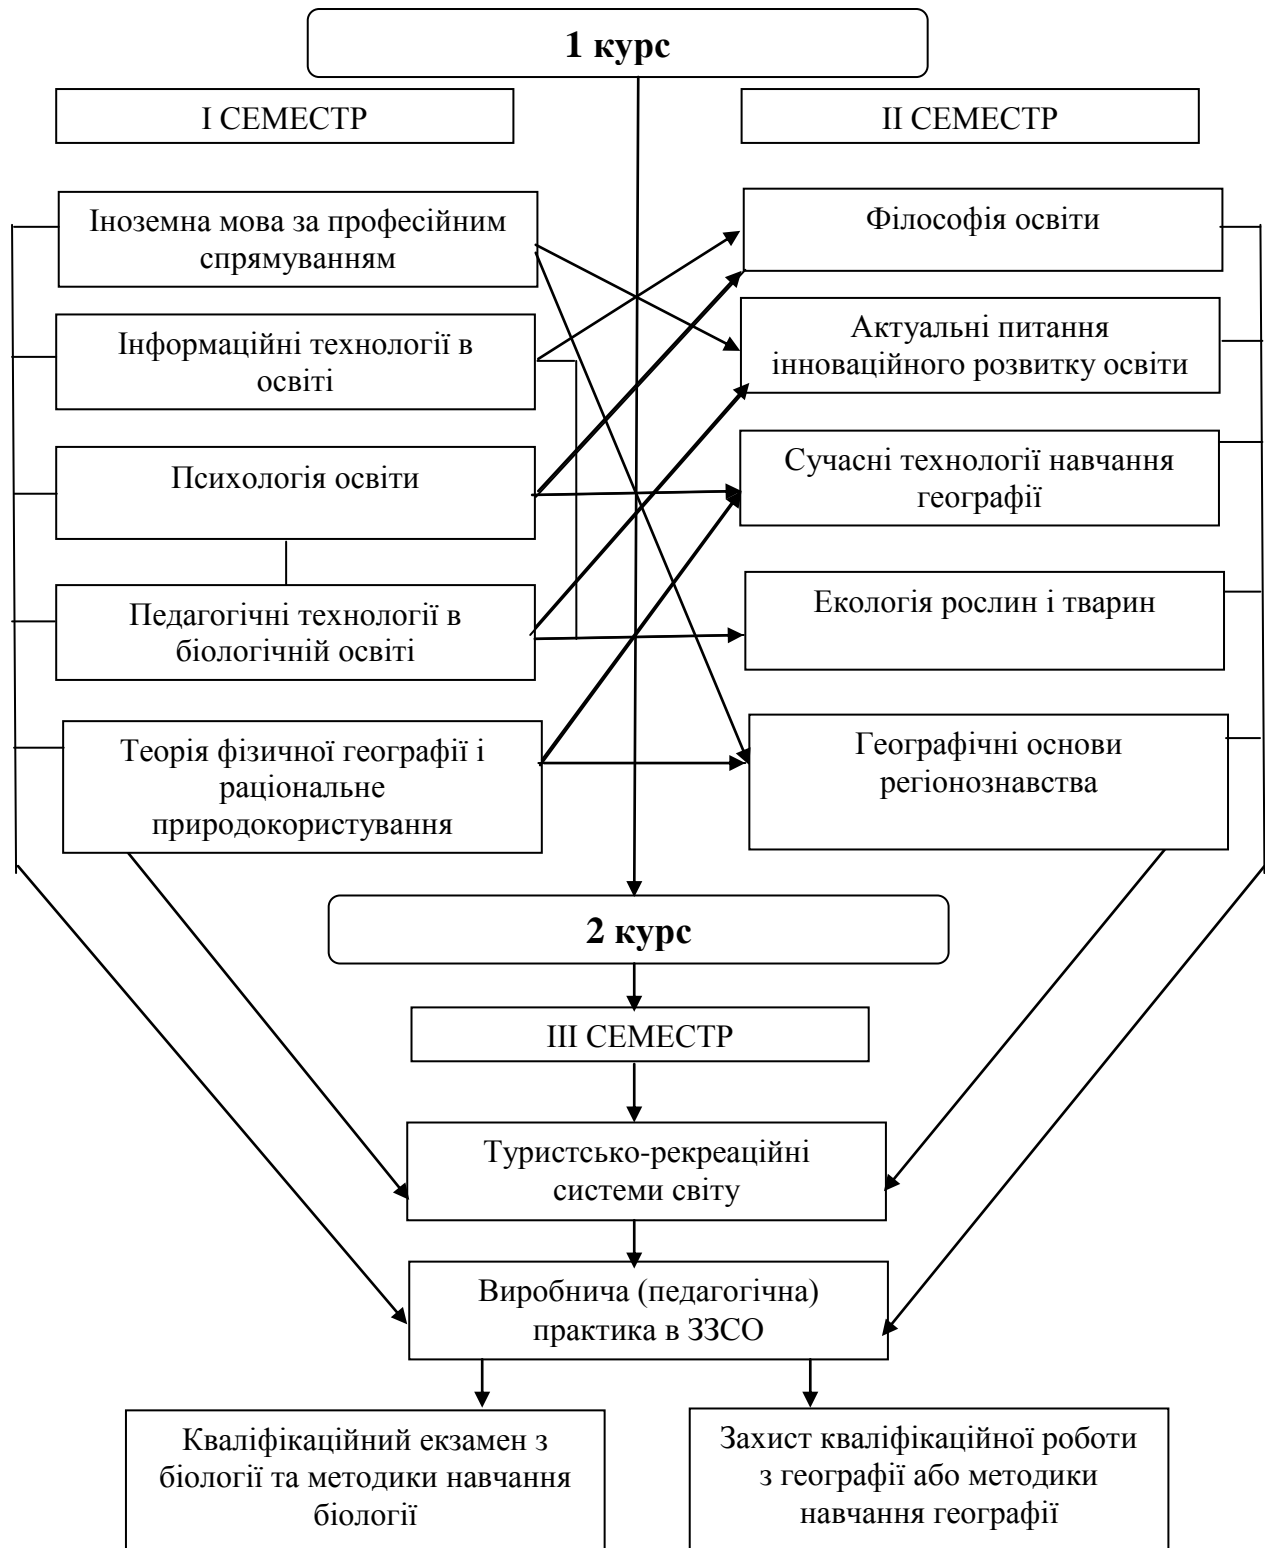 1 курс
І СЕМЕСТР
ІІ СЕМЕСТР
Іноземна мова за професійним
спрямуванням
Філософія освіти
Інформаційні технології в
освіті
Актуальні питання
інноваційного розвитку освіти
Психологія освіти
Сучасні технології навчання
географії
Педагогічні технології в
біологічній освіті
Екологія рослин і тварин
Теорія фізичної географії і
раціональне
природокористування
Географічні основи
регіонознавства
2 курс
ІІІ СЕМЕСТР
Туристсько-рекреаційні
системи світу
Виробнича (педагогічна)
практика в ЗЗСО
Кваліфікаційний екзамен з
біології та методики навчання
біології
Захист кваліфікаційної роботи
з географії або методики
навчання географії